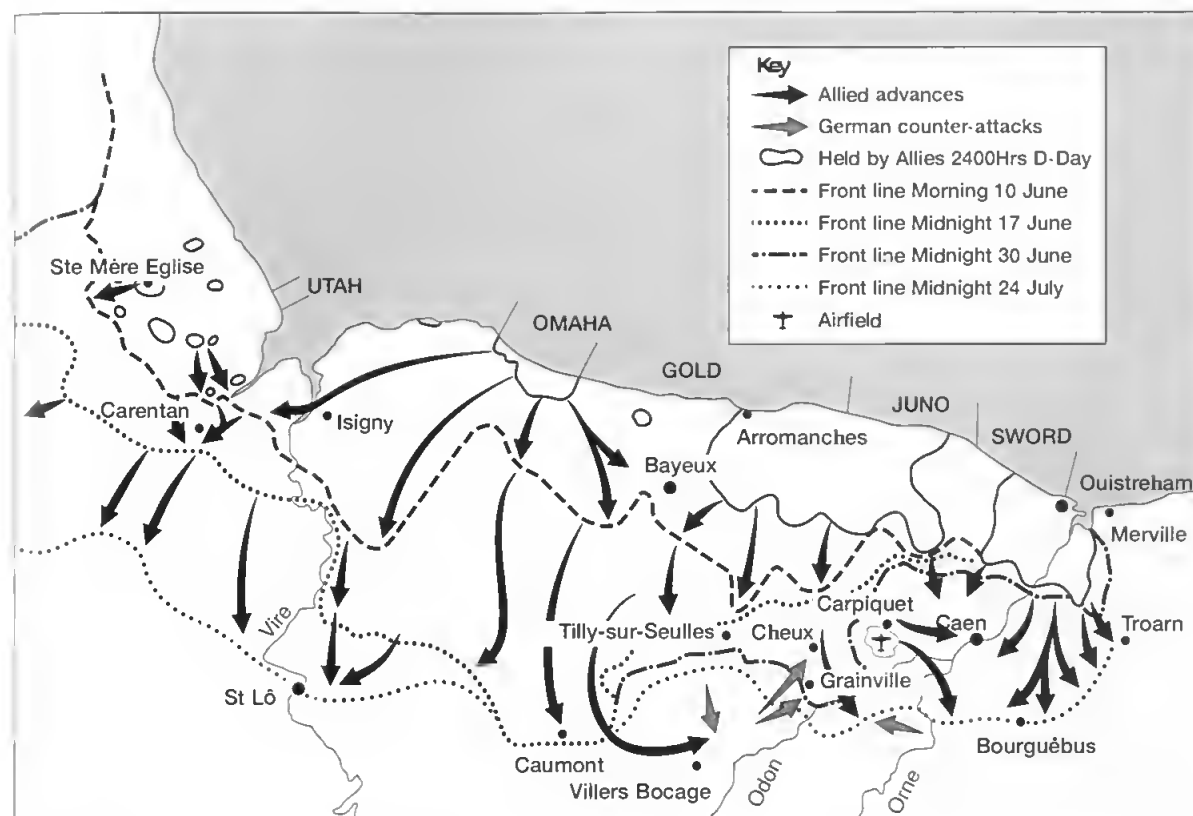 Key
Allied advances
German counter-attacks
Held by Allies 2400Hrs D-Day
Front line Morning 10 June
Front line Midnight 17 June
Front line Midnight 30 June
Front line Midnight 24 July
Airfield
Ste Mère Eglise
UTAH
OMAHA
GOLD
JUNO
SWORD
Carentan
Isigny
Arromanches
Bayeux
Ouistreham
Merville
Vire
Tilly-sur-Seulles
Cheux
Carpiquet
Caen
Troarn
Grainville
St Lô
Caumont
Villers Bocage
Odon
Orne
Bourguébus